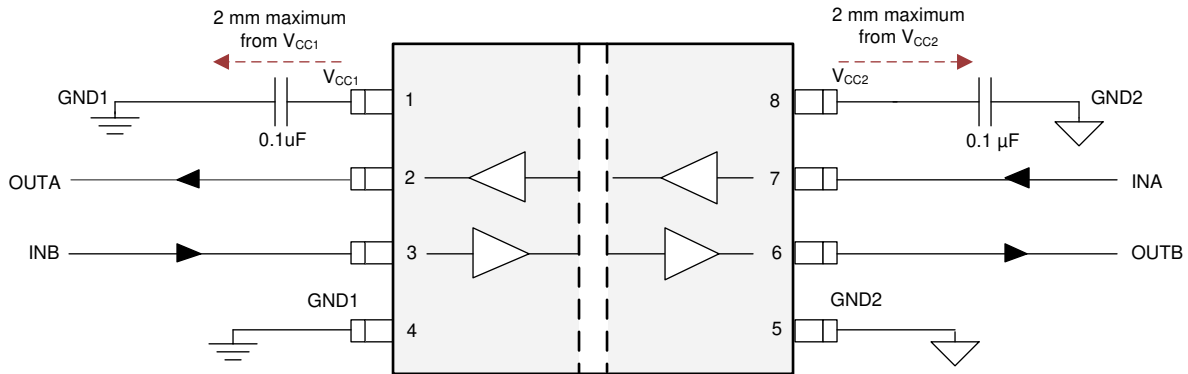 2 mm maximum
from VCC1
2 mm maximum
from VCC2
VCC1
VCC2
GND1
1
8
GND2
0.1uF
0.1 µF
OUTA
2
7
INA
INB
3
6
OUTB
GND1
GND2
4
5